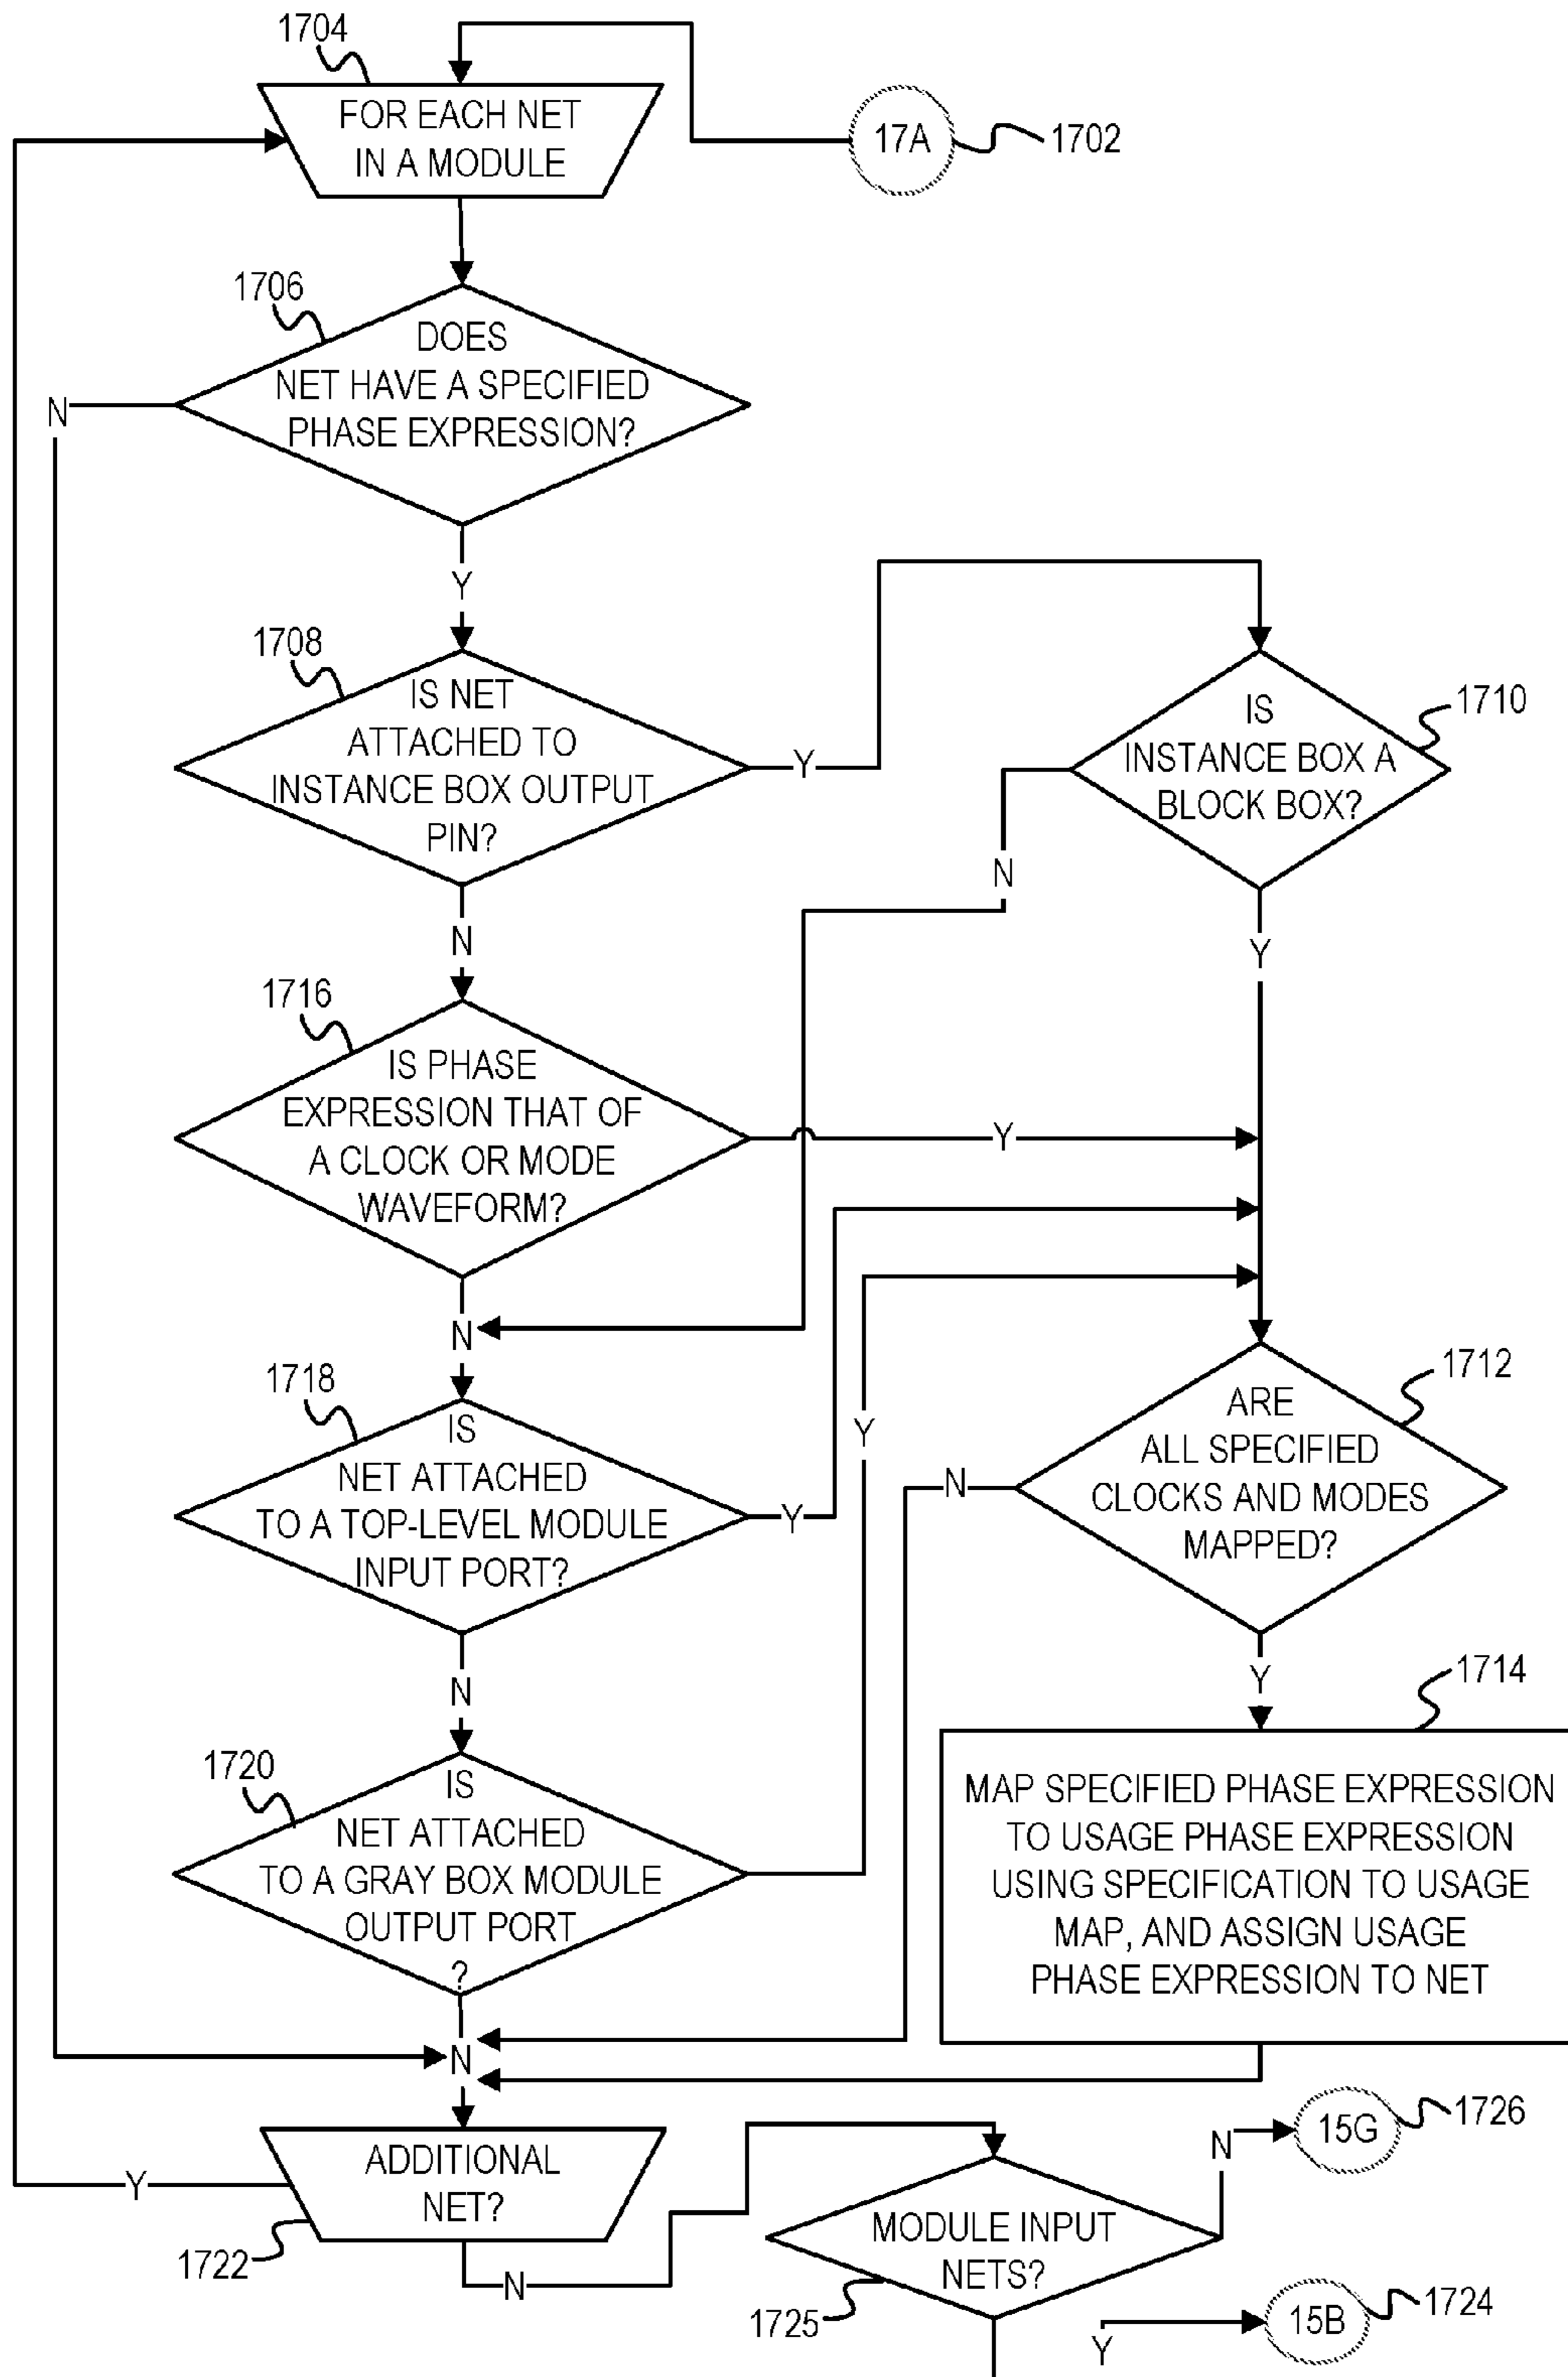 1704
FOR EACH NET
IN A MODULE
17A
1702
1706
DOES
NET HAVE A SPECIFIED
PHASE EXPRESSION?
N
Y
1708
IS NET
ATTACHED TO
INSTANCE BOX OUTPUT
PIN?
Y
1710
IS
INSTANCE BOX A
BLOCK BOX?
N
N
Y
1716
IS PHASE
EXPRESSION THAT OF
A CLOCK OR MODE
WAVEFORM?
Y
N
1718
IS
NET ATTACHED
TO A TOP-LEVEL MODULE
INPUT PORT?
Y
Y
1712
ARE
ALL SPECIFIED
CLOCKS AND MODES
MAPPED?
N
N
Y
1714
MAP SPECIFIED PHASE EXPRESSION
TO USAGE PHASE EXPRESSION
USING SPECIFICATION TO USAGE
MAP, AND ASSIGN USAGE
PHASE EXPRESSION TO NET
1720
IS
NET ATTACHED
TO A GRAY BOX MODULE
OUTPUT PORT
?
N
ADDITIONAL
NET?
Y
1722
N
MODULE INPUT
NETS?
1725
N
15G
1726
Y
15B
1724